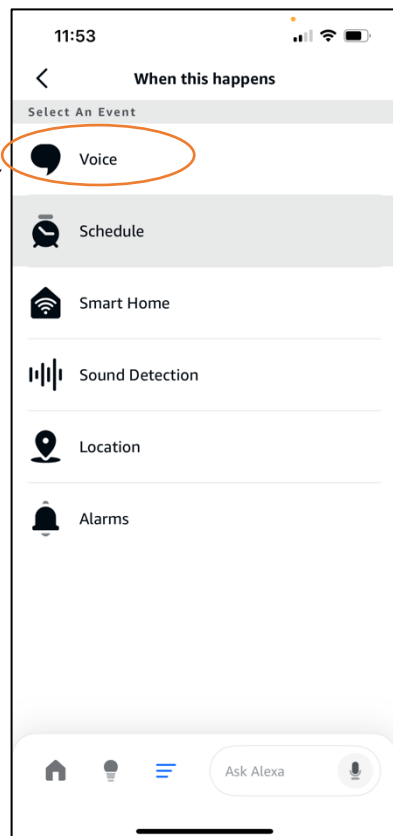 11:53
When this happens
Select An Event
Voice
Schedule
Smart Home
Sound Detection
Location
Alarms
Ask Alexa